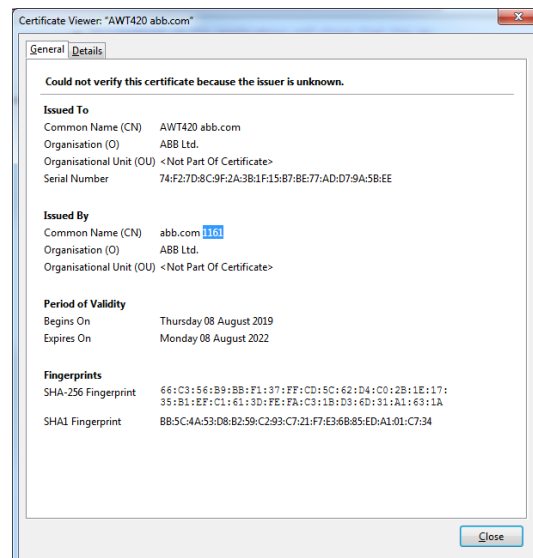 Certificate Viewer: "AWT420 abb.com"
General Details
Could not verify this certificate because the issuer is unknown.
Issued To
Common Name (CN) AWT420 abb.com
Organisation (O) ABB Ltd.
Organisational Unit (OU) <Not Part Of Certificate>
Serial Number 74:F2:7D:8C:9F:2A:3B:1F:15:B7:BE:77:AD:D7:9A:5B:EE
Issued By
Common Name (CN) abb.com 1161
Organisation (O) ABB Ltd.
Organisational Unit (OU) <Not Part Of Certificate>
Period of Validity
Begins On Thursday 08 August 2019
Expires On Monday 08 August 2022
Fingerprints
SHA-256 Fingerprint 66:C3:56:B9:BB:F1:37:FF:CD:5C:62:D4:C0:2B:1E:17:
35:B1:EF:C1:61:3D:FE:FA:C3:1B:D3:6D:31:A1:63:1A
SHA1 Fingerprint BB:5C:4A:53:D8:B2:59:C2:93:C7:21:F7:E3:6B:85:ED:A1:01:C7:34
Close